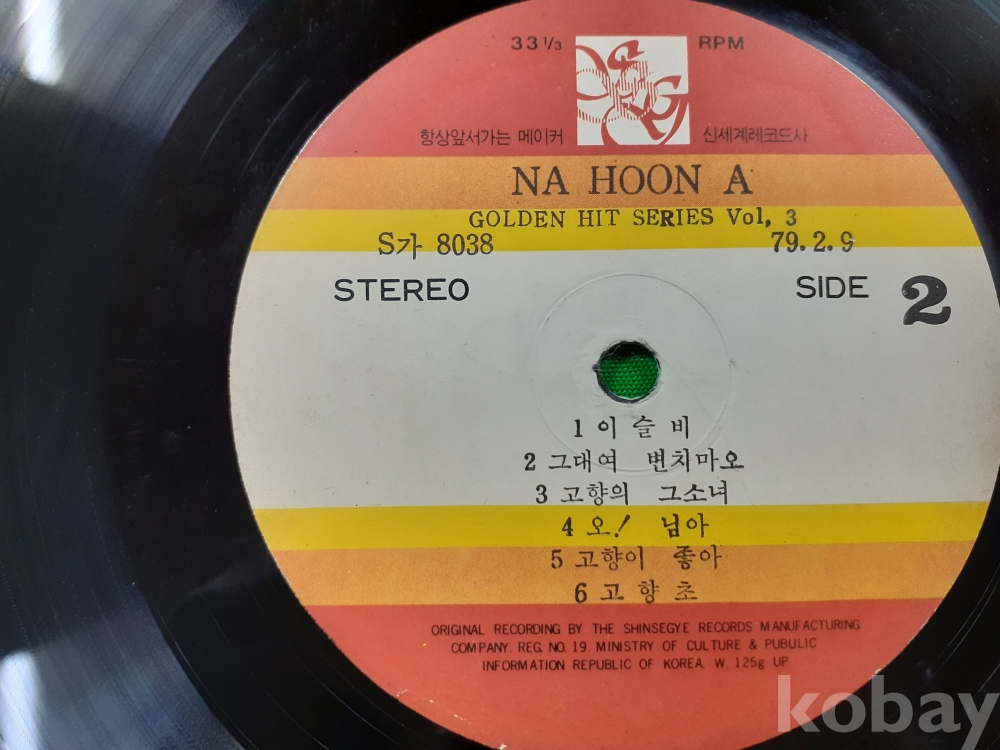 33 1/3 RPM
항상앞서가는 메이커 신세계레코드사
NA HOON A
GOLDEN HIT SERIES Vol, 3
S가 8038 79.2.9
STEREO SIDE 2
1 이 슬 비
2 그대여 변치마오
3 고향의 그소녀
4 오! 님아
5 고향이 좋아
6 고 향 초
ORIGINAL RECORDING BY THE SHINSEGYE RECORDS MANUFACTURING
COMPANY. REG. NO. 19. MINISTRY OF CULTURE & PUBULIC
INFORMATION REPUBLIC OF KOREA. W. 125g UP
kobay